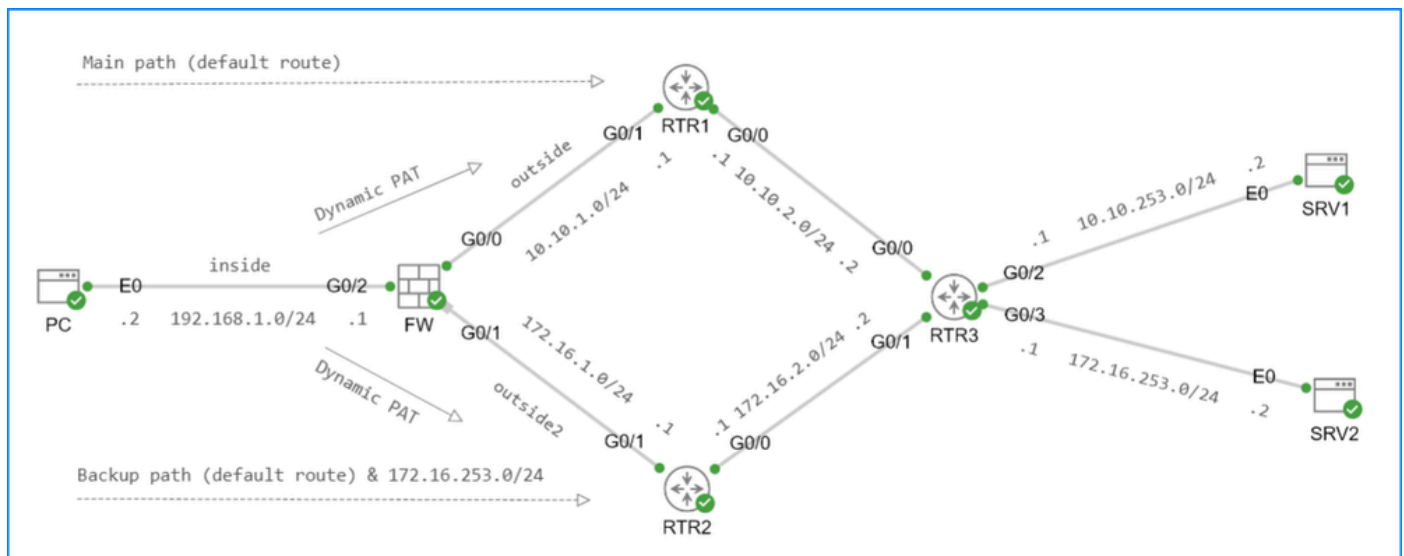 Main path (default route)
RTR1
G0/1
G0/0
outside
.1
.1 10.10.2.0/24 .2
Dynamic PAT
10.10.1.0/24
G0/0
G0/0
10.10.253.0/24 .2
.1
E0
SRV1
G0/2
inside
E0
G0/2
PC
.2 192.168.1.0/24 .1
FW
G0/1
172.16.1.0/24
outside2
.1
G0/1
Dynamic PAT
.1 172.16.2.0/24 .2
G0/1
G0/0
RTR3
G0/3
.1 172.16.253.0/24 .2
E0
SRV2
Backup path (default route) & 172.16.253.0/24
RTR2